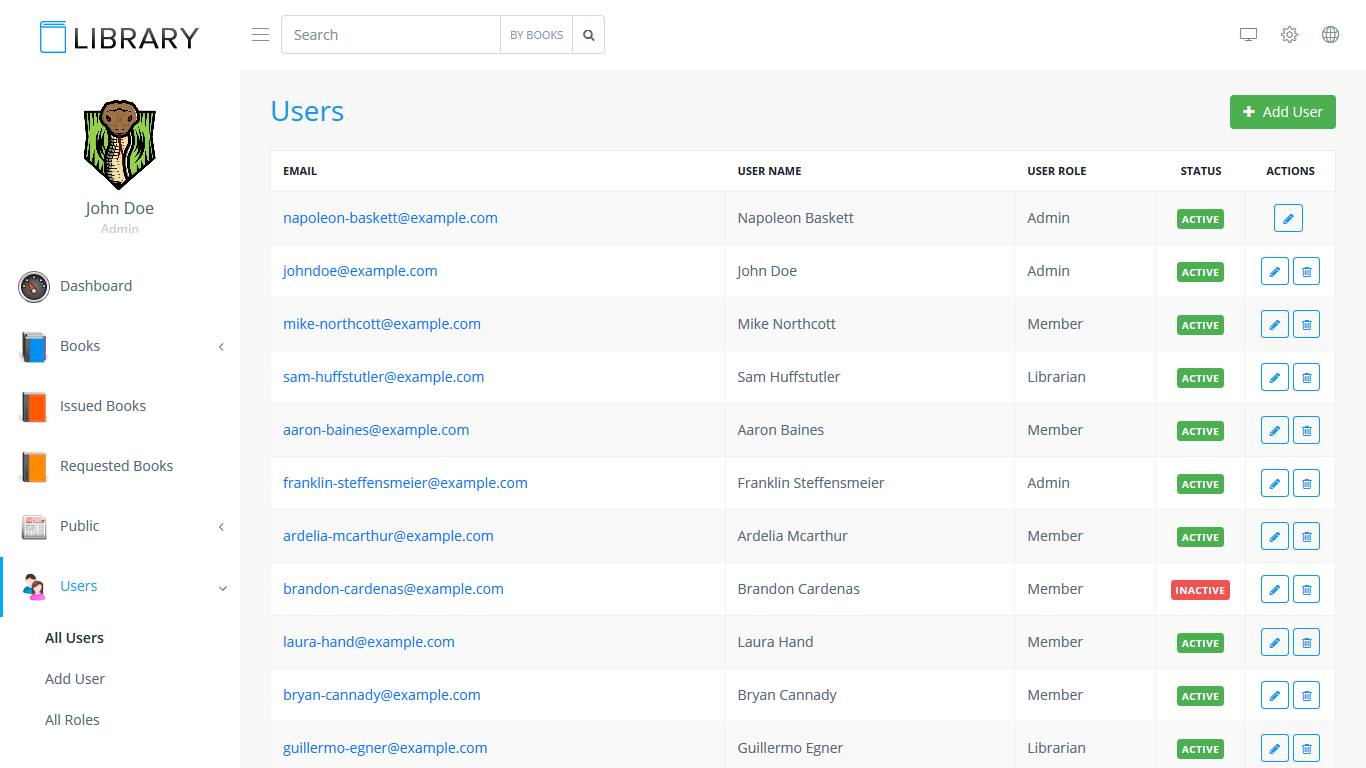 LIBRARY
Search
BY BOOKS
John Doe
Admin
Dashboard
Books
Issued Books
Requested Books
Public
Users
All Users
Add User
All Roles
Users
Add User
EMAIL USER NAME USER ROLE STATUS ACTIONS
napoleon-baskett@example.com Napoleon Baskett Admin ACTIVE
johndoe@example.com John Doe Admin ACTIVE
mike-northcott@example.com Mike Northcott Member ACTIVE
sam-huffstutler@example.com Sam Huffstutler Librarian ACTIVE
aaron-baines@example.com Aaron Baines Member ACTIVE
franklin-steffensmeier@example.com Franklin Steffensmeier Admin ACTIVE
ardelia-mcarthur@example.com Ardelia Mcarthur Member ACTIVE
brandon-cardenas@example.com Brandon Cardenas Member INACTIVE
laura-hand@example.com Laura Hand Member ACTIVE
bryan-cannady@example.com Bryan Cannady Member ACTIVE
guillermo-egner@example.com Guillermo Egner Librarian ACTIVE